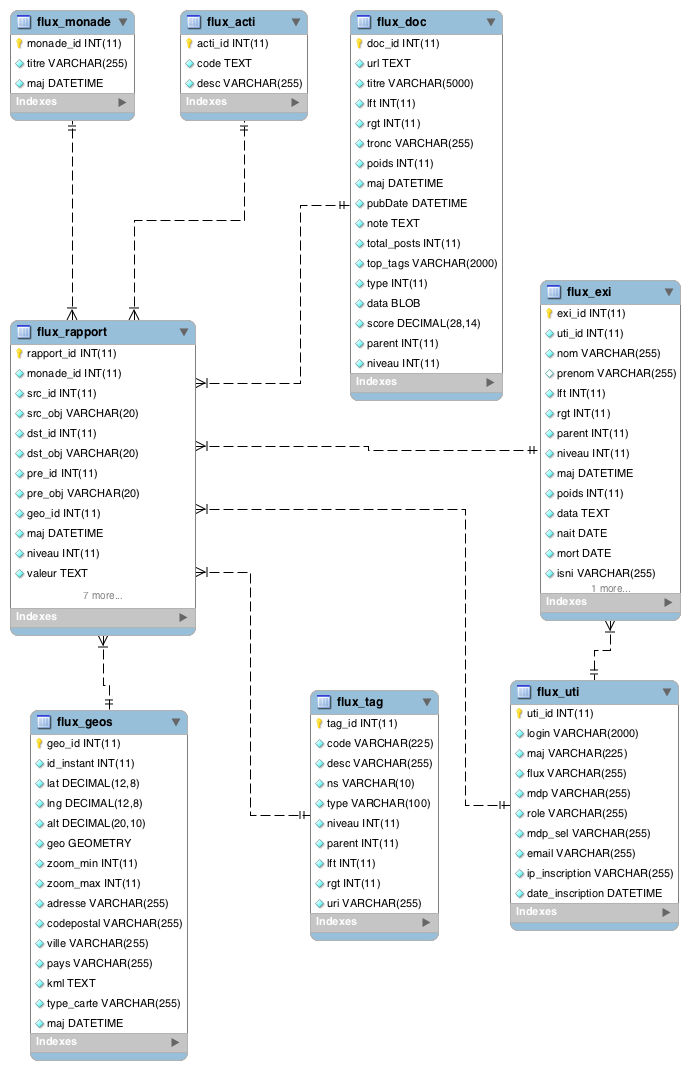 flux_monade
monade_id INT(11)
titre VARCHAR(255)
maj DATETIME
Indexes
flux_acti
acti_id INT(11)
code TEXT
desc VARCHAR(255)
Indexes
flux_doc
doc_id INT(11)
url TEXT
titre VARCHAR(5000)
lft INT(11)
rgt INT(11)
tronc VARCHAR(255)
poids INT(11)
maj DATETIME
pubDate DATETIME
note TEXT
total_posts INT(11)
top_tags VARCHAR(2000)
type INT(11)
data BLOB
score DECIMAL(28,14)
parent INT(11)
niveau INT(11)
Indexes
flux_exi
exi_id INT(11)
uti_id INT(11)
nom VARCHAR(255)
prenom VARCHAR(255)
lft INT(11)
rgt INT(11)
parent INT(11)
niveau INT(11)
maj DATETIME
poids INT(11)
data TEXT
nait DATE
mort DATE
isni VARCHAR(255)
1 more...
Indexes
flux_rapport
rapport_id INT(11)
monade_id INT(11)
src_id INT(11)
src_obj VARCHAR(20)
dst_id INT(11)
dst_obj VARCHAR(20)
pre_id INT(11)
pre_obj VARCHAR(20)
geo_id INT(11)
maj DATETIME
niveau INT(11)
valeur TEXT
7 more...
Indexes
flux_geos
geo_id INT(11)
id_instant INT(11)
lat DECIMAL(12,8)
lng DECIMAL(12,8)
alt DECIMAL(20,10)
geo GEOMETRY
zoom_min INT(11)
zoom_max INT(11)
adresse VARCHAR(255)
codepostal VARCHAR(255)
ville VARCHAR(255)
pays VARCHAR(255)
kml TEXT
type_carte VARCHAR(255)
maj DATETIME
Indexes
flux_tag
tag_id INT(11)
code VARCHAR(225)
desc VARCHAR(255)
ns VARCHAR(10)
type VARCHAR(100)
niveau INT(11)
parent INT(11)
lft INT(11)
rgt INT(11)
uri VARCHAR(255)
Indexes
flux_uti
uti_id INT(11)
login VARCHAR(2000)
maj VARCHAR(225)
flux VARCHAR(255)
mdp VARCHAR(255)
role VARCHAR(255)
mdp_sel VARCHAR(255)
email VARCHAR(255)
ip_inscription VARCHAR(255)
date_inscription DATETIME
Indexes